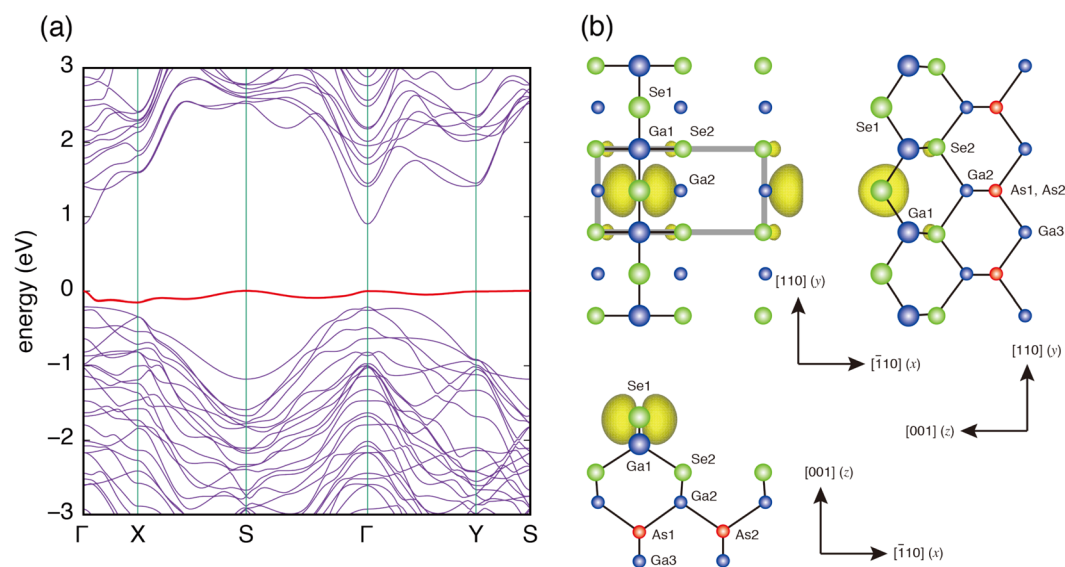 (a)
energy (eV)
3
2
1
0
−1
−2
−3
Γ X S Γ Y S
(b)
Se1
Ga1 Se2
Ga2
[110] (y)
[1̄10] (x)
Se1
Se2
Ga2
As1, As2
Ga1
Ga3
[110] (y)
[001] (z)
Se1
Ga1
Se2
Ga2
As1
As2
Ga3
[001] (z)
[1̄10] (x)